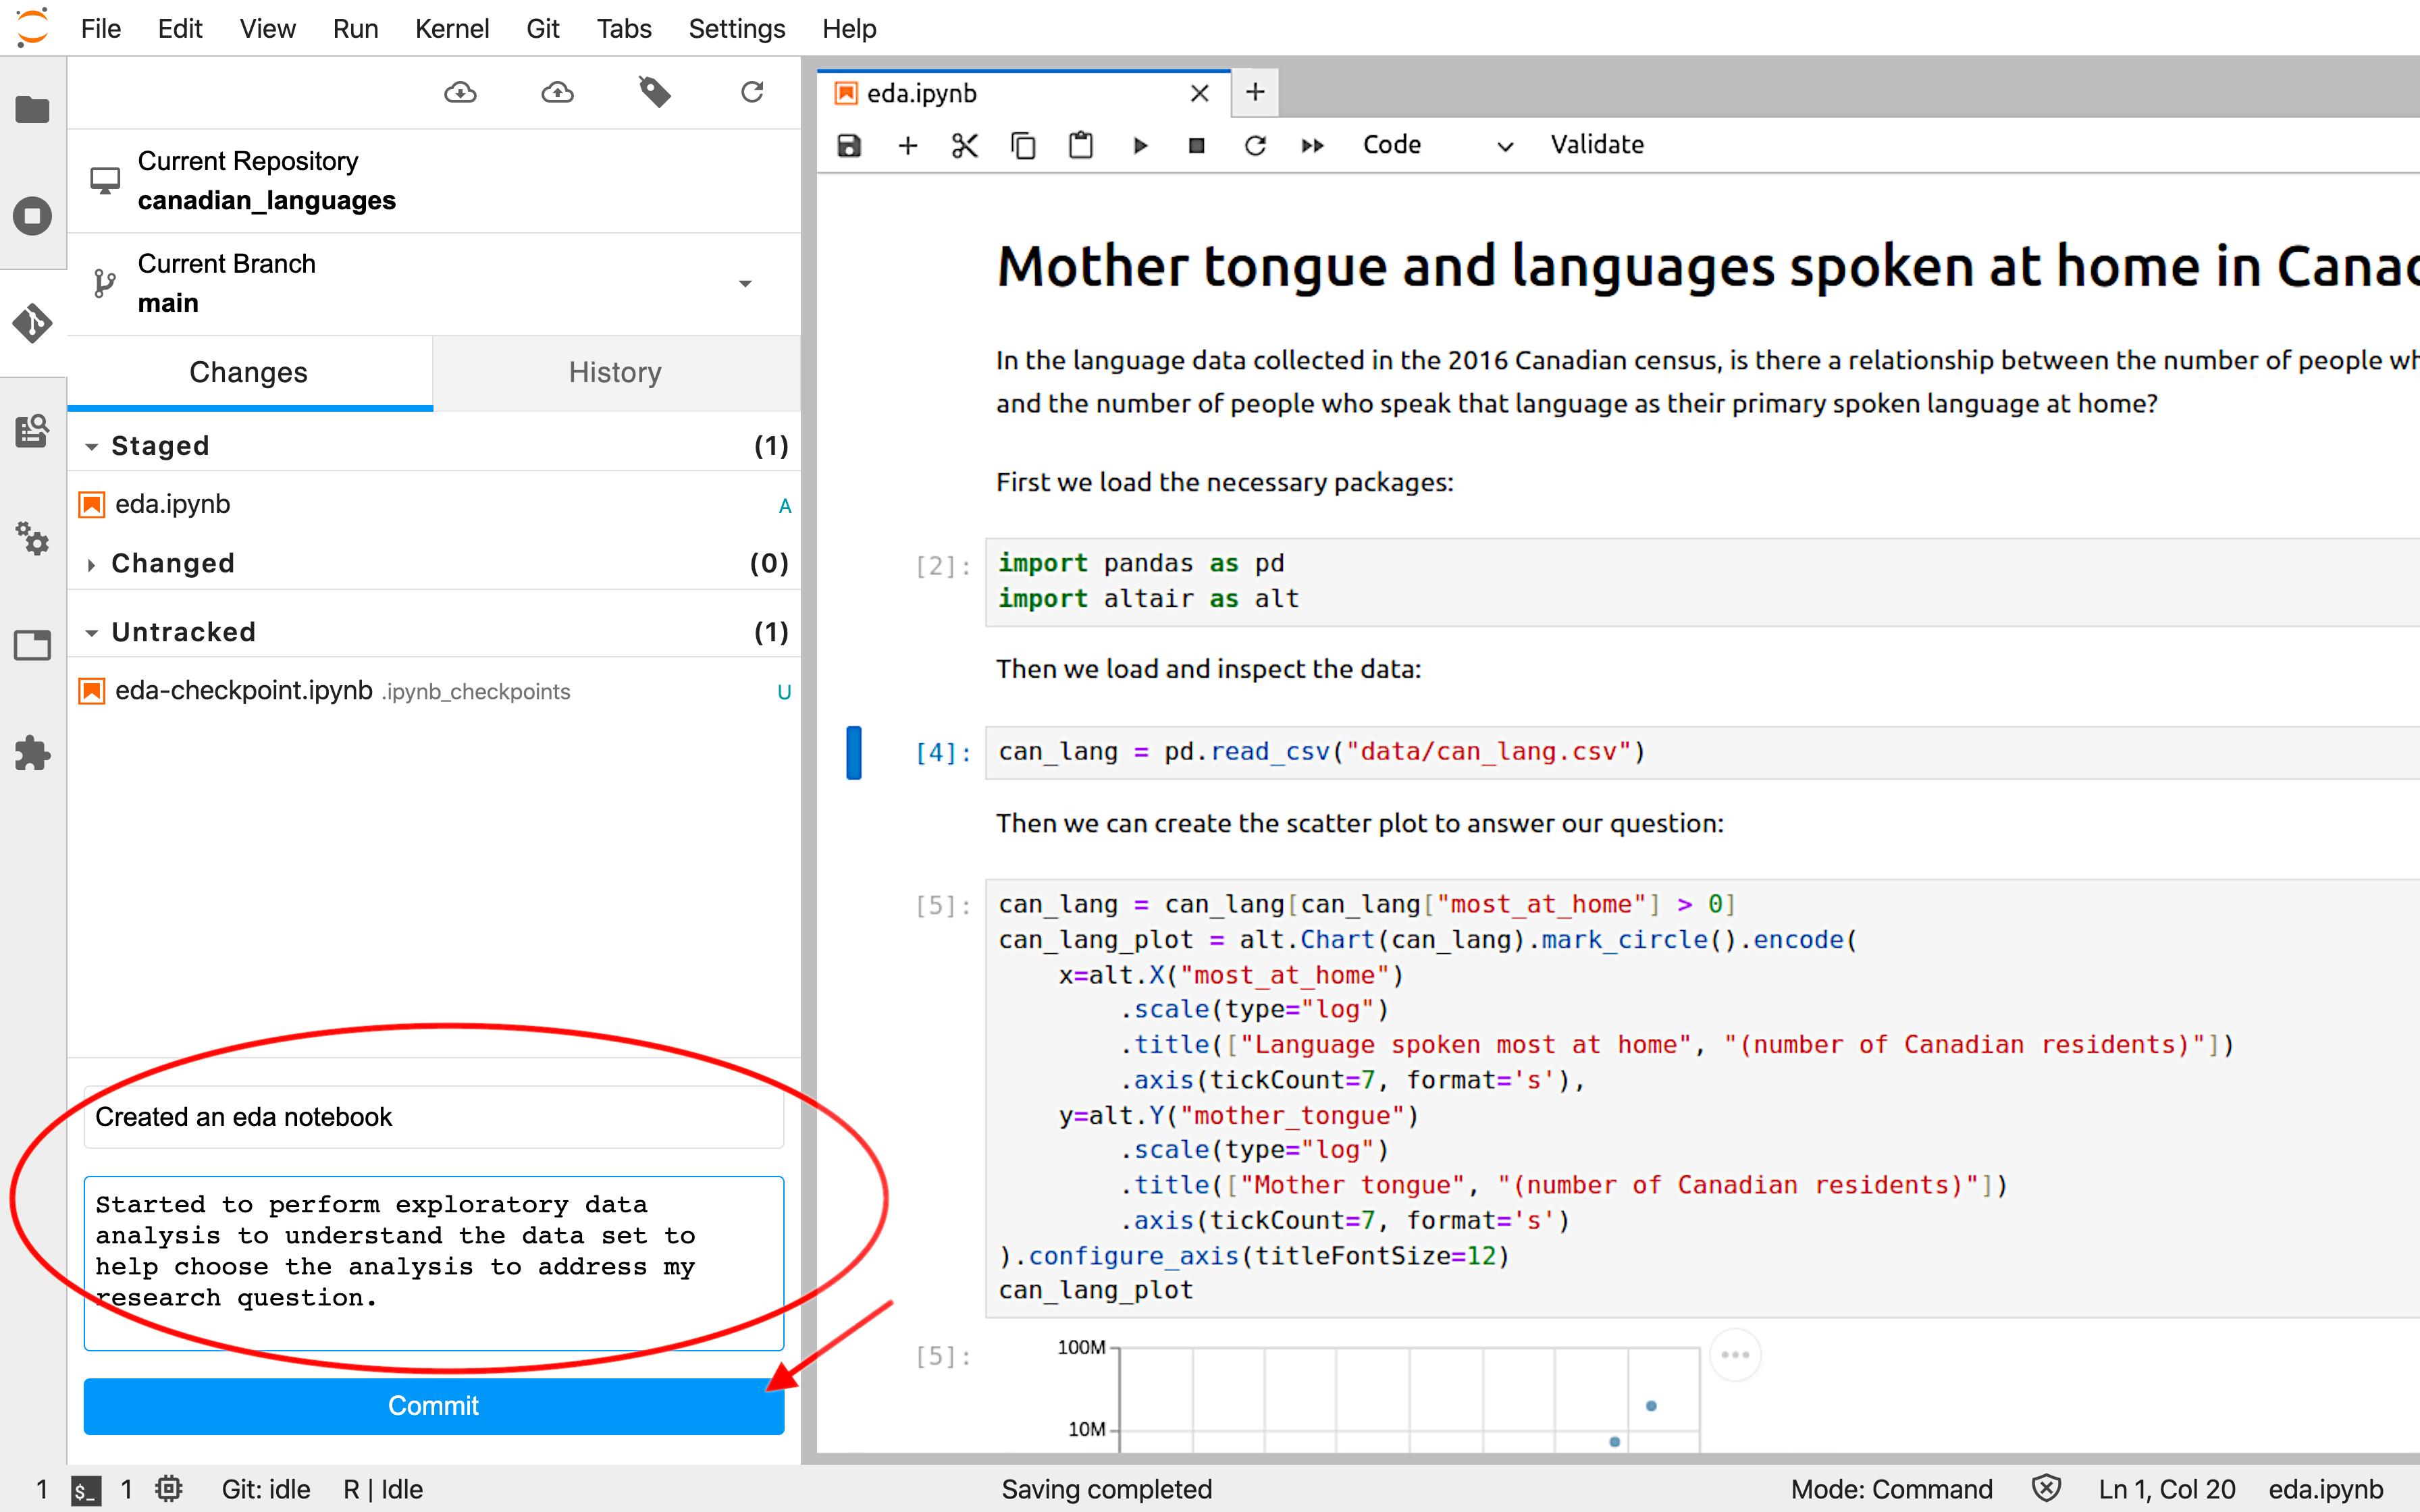 File Edit View Run Kernel Git Tabs Settings Help
Current Repository
canadian_languages
Current Branch
main
Changes History
Staged (1)
eda.ipynb A
Changed (0)
Untracked (1)
eda-checkpoint.ipynb .ipynb_checkpoints U
Created an eda notebook
Started to perform exploratory data
analysis to understand the data set to
help choose the analysis to address my
research question.
Commit
eda.ipynb
Code Validate
Mother tongue and languages spoken at home in Canad
In the language data collected in the 2016 Canadian census, is there a relationship between the number of people wh
and the number of people who speak that language as their primary spoken language at home?
First we load the necessary packages:
[2]: import pandas as pd
import altair as alt
Then we load and inspect the data:
[4]: can_lang = pd.read_csv("data/can_lang.csv")
Then we can create the scatter plot to answer our question:
[5]: can_lang = can_lang[can_lang["most_at_home"] > 0]
can_lang_plot = alt.Chart(can_lang).mark_circle().encode(
    x=alt.X("most_at_home")
        .scale(type="log")
        .title(["Language spoken most at home", "(number of Canadian residents)"])
        .axis(tickCount=7, format='s'),
    y=alt.Y("mother_tongue")
        .scale(type="log")
        .title(["Mother tongue", "(number of Canadian residents)"])
        .axis(tickCount=7, format='s')
).configure_axis(titleFontSize=12)
can_lang_plot
[5]: 100M
10M
1 $_ 1 Git: idle R | Idle Saving completed Mode: Command Ln 1, Col 20 eda.ipynb